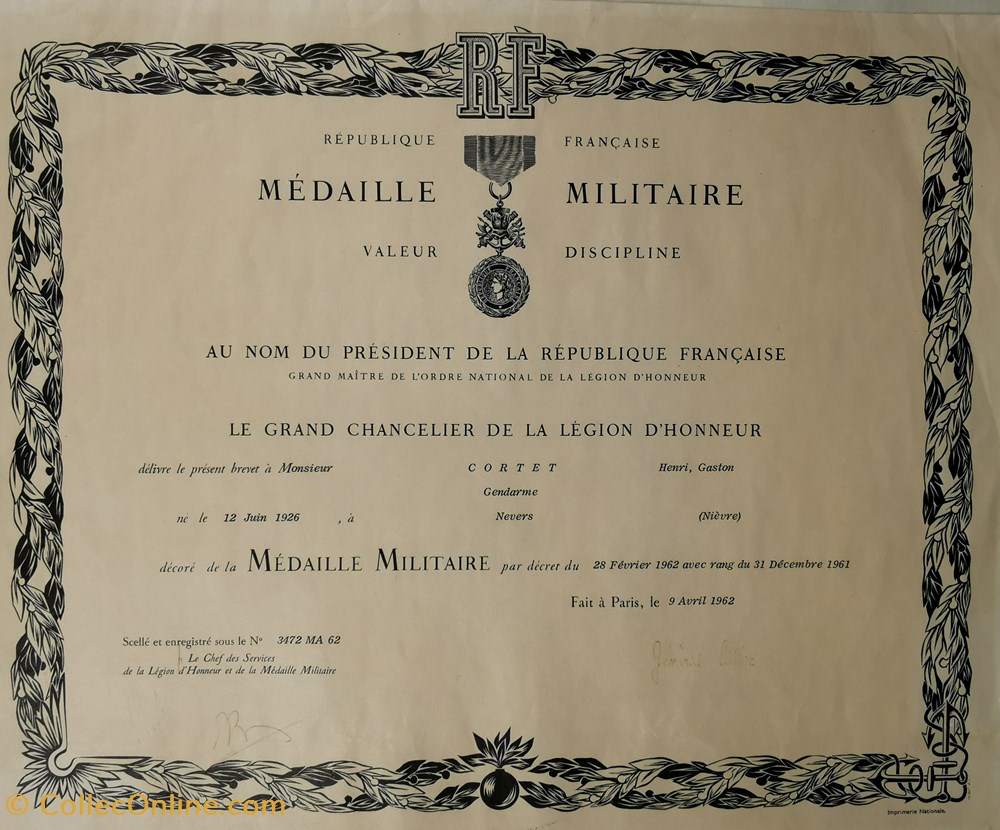 RF
RÉPUBLIQUE FRANÇAISE
MÉDAILLE MILITAIRE
VALEUR DISCIPLINE
AU NOM DU PRÉSIDENT DE LA RÉPUBLIQUE FRANÇAISE
GRAND MAÎTRE DE L'ORDRE NATIONAL DE LA LÉGION D'HONNEUR
LE GRAND CHANCELIER DE LA LÉGION D'HONNEUR
délivre le présent brevet à Monsieur CORTET Henri, Gaston
Gendarme
né le 12 Juin 1926 , à Nevers (Nièvre)
décoré de la MÉDAILLE MILITAIRE par décret du 28 Février 1962 avec rang du 31 Décembre 1961
Fait à Paris, le 9 Avril 1962
Scellé et enregistré sous le N° 3472 MA 62
Le Chef des Services
de la Légion d'Honneur et de la Médaille Militaire
Imprimerie Nationale.
© CollecOnline.com